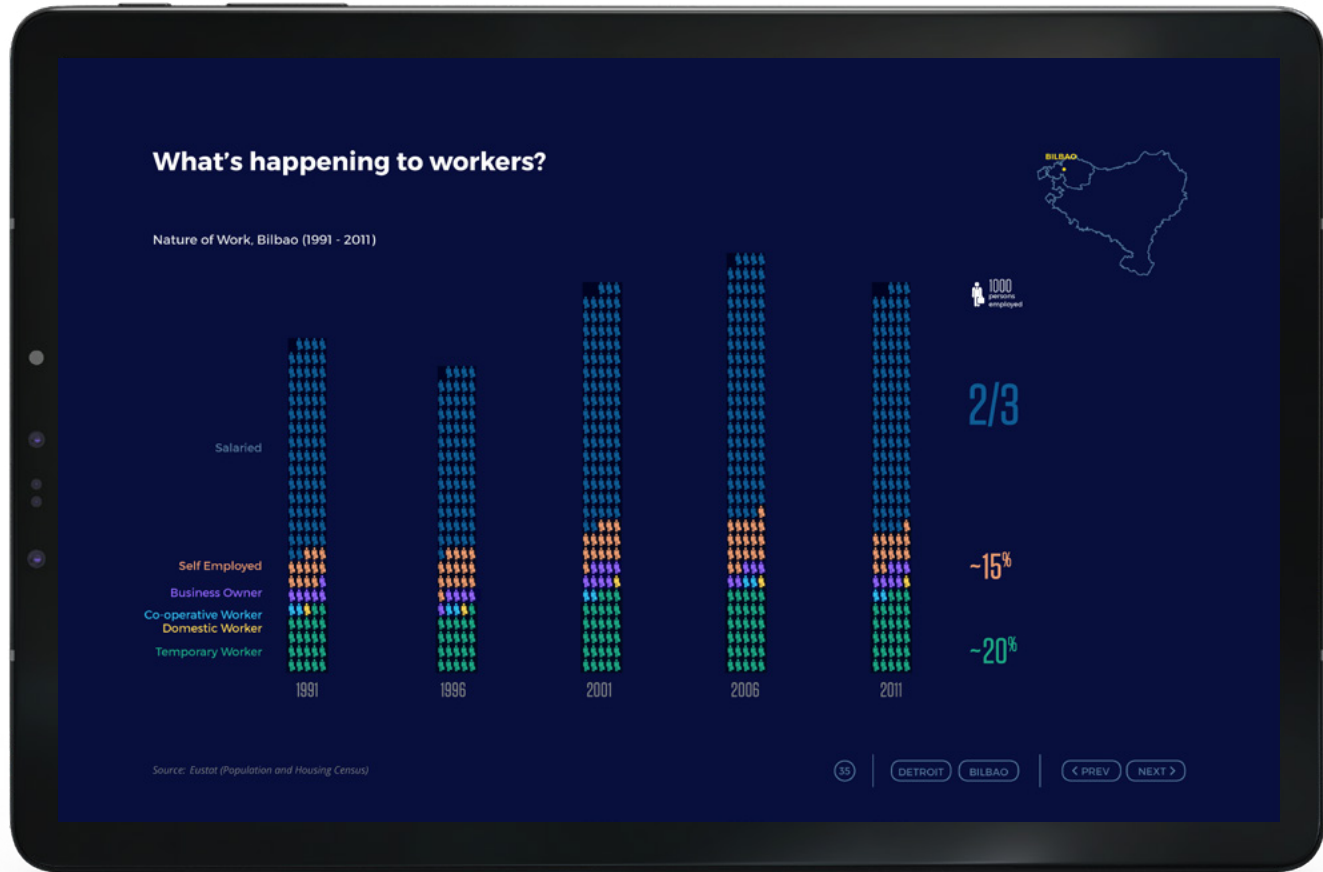 What's happening to workers?
BILBAO
Nature of Work, Bilbao (1991 - 2011)
1000
persons
employed
2/3
Salaried
Self Employed
~15%
Business Owner
Co-operative Worker
Domestic Worker
Temporary Worker
~20%
1991
1996
2001
2006
2011
Source: Eustat (Population and Housing Census)
35
DETROIT
BILBAO
< PREV
NEXT >